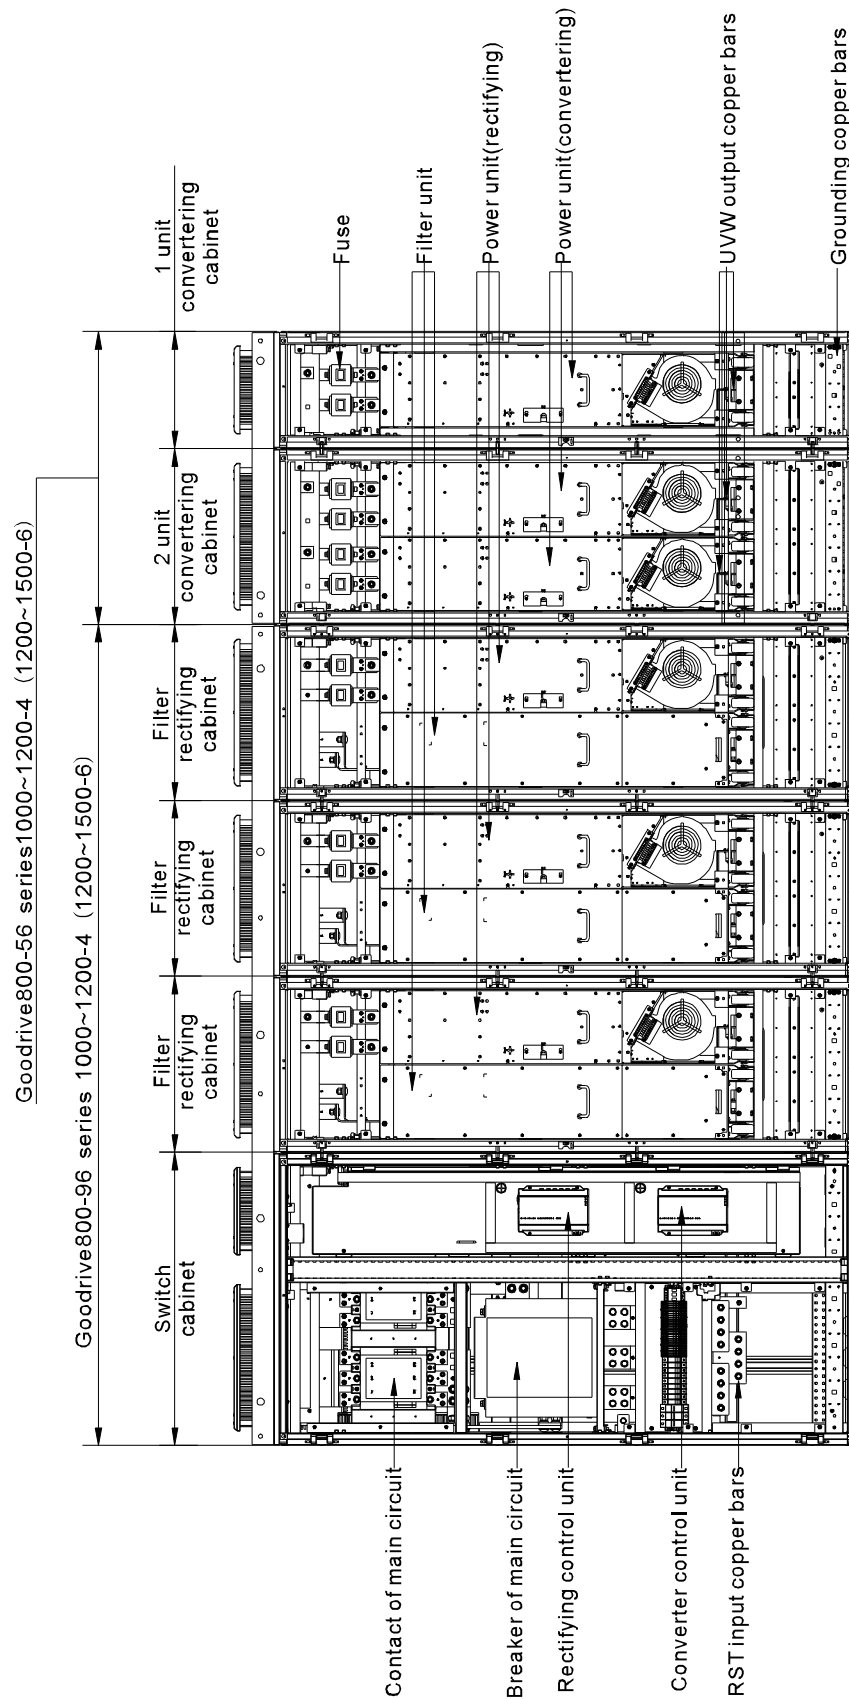 Goodrive800-56 series1000~1200-4（1200~1500-6）
Goodrive800-96 series 1000~1200-4（1200~1500-6）
Switch
cabinet
Filter
rectifying
cabinet
Filter
rectifying
cabinet
Filter
rectifying
cabinet
2 unit
convertering
cabinet
1 unit
convertering
cabinet
Fuse
Filter unit
Power unit(rectifying)
Power unit(convertering)
UVW output copper bars
Grounding copper bars
Contact of main circuit
Breaker of main circuit
Rectifying control unit
Converter control unit
RST input copper bars